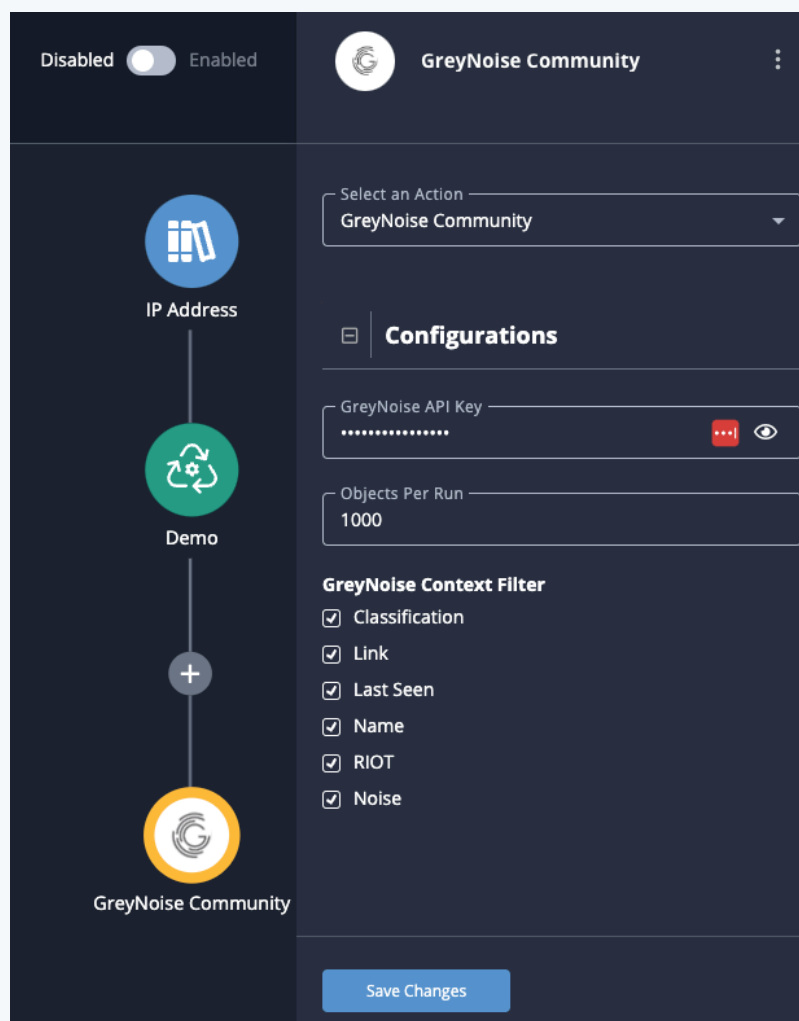 Disabled Enabled
GreyNoise Community
IP Address
Demo
GreyNoise Community
Select an Action
GreyNoise Community
Configurations
GreyNoise API Key
••••••••••••••••
Objects Per Run
1000
GreyNoise Context Filter
Classification
Link
Last Seen
Name
RIOT
Noise
Save Changes